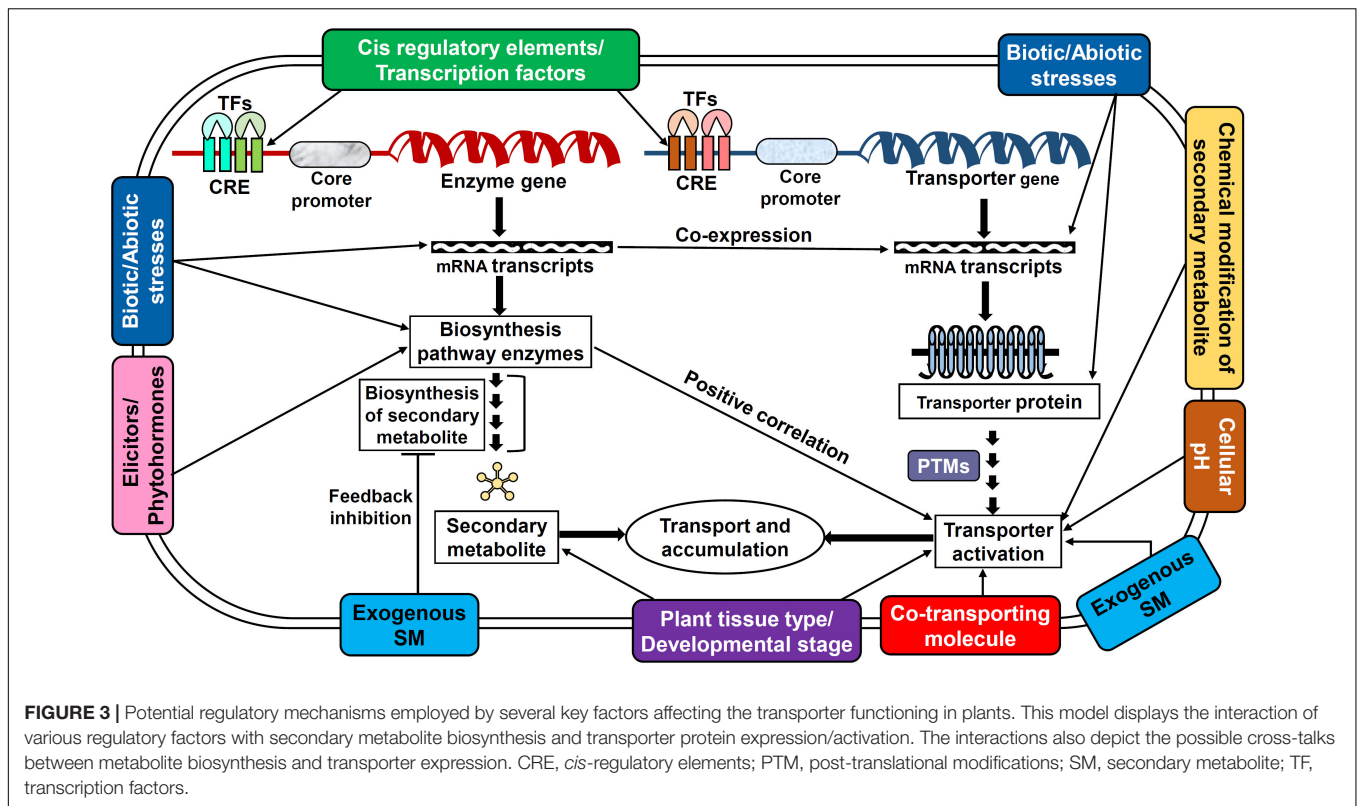 Cis regulatory elements/
Transcription factors
Biotic/Abiotic
stresses
TFs
CRE
Core
promoter
Enzyme gene
TFs
CRE
Core
promoter
Transporter gene
Chemical modification of
secondary metabolite
Biotic/Abiotic
stresses
mRNA transcripts
Co-expression
mRNA transcripts
Biosynthesis
pathway enzymes
Biosynthesis
of secondary
metabolite
Positive correlation
Transporter protein
PTMs
Elicitors/
Phytohormones
Cellular
pH
Feedback
inhibition
Secondary
metabolite
Transport and
accumulation
Transporter
activation
Exogenous
SM
Plant tissue type/
Developmental stage
Co-transporting
molecule
Exogenous
SM
FIGURE 3 | Potential regulatory mechanisms employed by several key factors affecting the transporter functioning in plants. This model displays the interaction of
various regulatory factors with secondary metabolite biosynthesis and transporter protein expression/activation. The interactions also depict the possible cross-talks
between metabolite biosynthesis and transporter expression. CRE, cis-regulatory elements; PTM, post-translational modifications; SM, secondary metabolite; TF,
transcription factors.